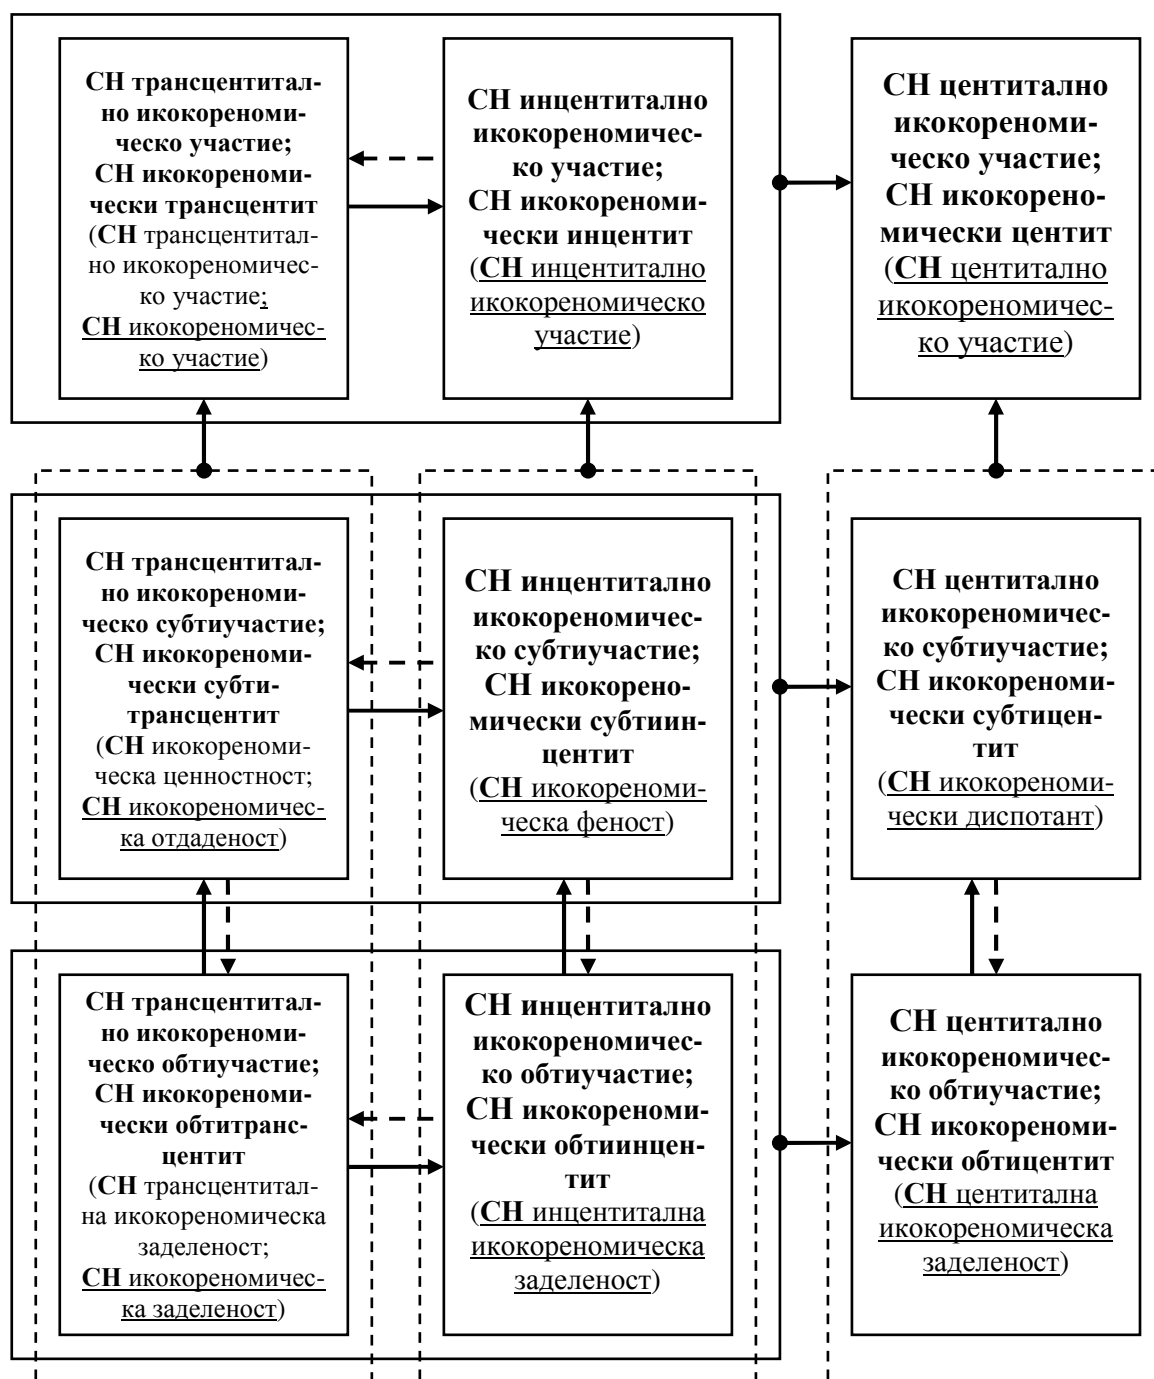 СН трансцентитал-
но икокореноми-
ческо участие;
СН икокореноми-
чески трансцентит
(СН трансцентитал-
но икокореномичес-
ко участие;
СН икокореномичес-
ко участие)
СН инцентитално
икокореномичес-
ко участие;
СН икокореноми-
чески инцентит
(СН инцентитално
икокореномическо
участие)
СН центитално
икокореноми-
ческо участие;
СН икокорено-
мически центит
(СН центитално
икокореномичес-
ко участие)
СН трансцентитал-
но икокореноми-
ческо субтиучастие;
СН икокореноми-
чески субти-
трансцентит
(СН икокореноми-
ческа ценностност;
СН икокореномичес-
ка отдаденост)
СН инцентитално
икокореномичес-
ко субтиучастие;
СН икокорено-
мически субтиин-
центит
(СН икокореноми-
ческа феност)
СН центитално
икокореномичес-
ко субтиучастие;
СН икокореноми-
чески субтицен-
тит
(СН икокореноми-
чески диспотант)
СН трансцентитал-
но икокореноми-
ческо обтиучастие;
СН икокореноми-
чески обтитранс-
центит
(СН трансцентитал-
на икокореномическа
заделеност;
СН икокореномичес-
ка заделеност)
СН инцентитално
икокореномичес-
ко обтиучастие;
СН икокореноми-
чески обтиинцен-
тит
(СН инцентитална
икокореномическа
заделеност)
СН центитално
икокореномичес-
ко обтиучастие;
СН икокореноми-
чески обтицентит
(СН центитална
икокореномическа
заделеност)